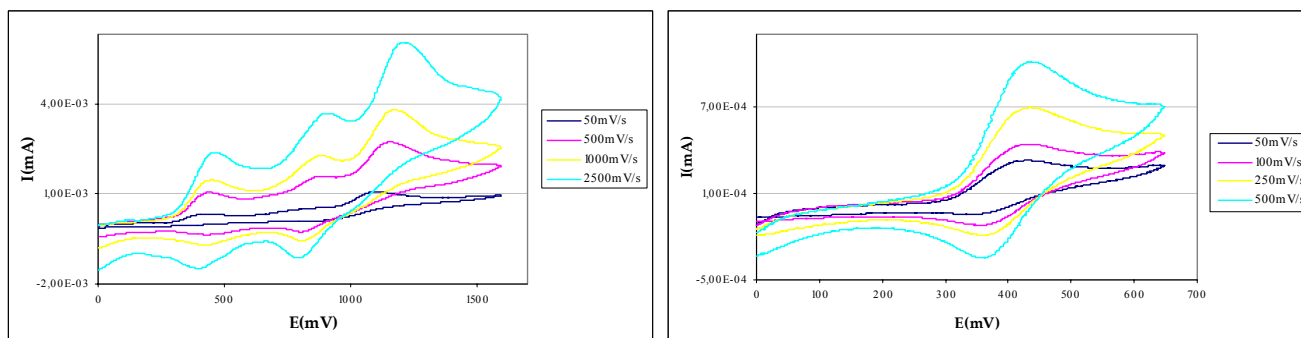 I(mA)
4,00E-03
1,00E-03
-2,00E-03
0
500
1000
1500
E(mV)
50mV/s
500mV/s
1000mV/s
2500mV/s
I(mA)
7,00E-04
1,00E-04
-5,00E-04
0
100
200
300
400
500
600
700
E(mV)
50mV/s
100mV/s
250mV/s
500mV/s